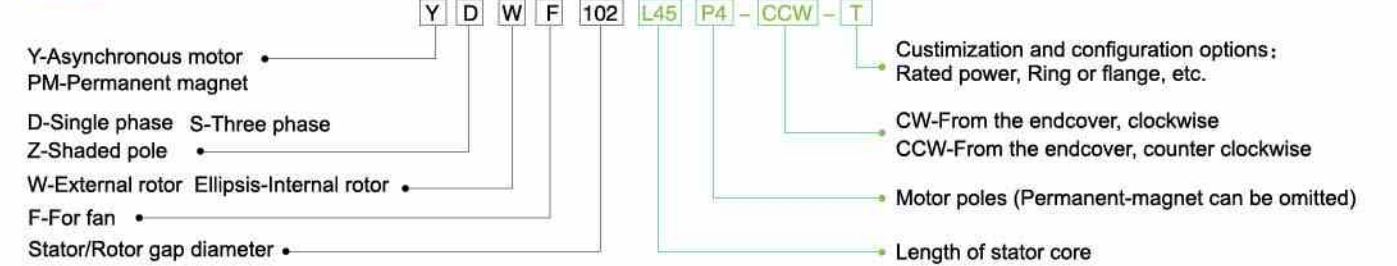 Y D W F 102 L45 P4 - CCW - T
Y-Asynchronous motor
PM-Permanent magnet
D-Single phase S-Three phase
Z-Shaded pole
W-External rotor Ellipsis-Internal rotor
F-For fan
Stator/Rotor gap diameter
Custimization and configuration options:
Rated power, Ring or flange, etc.
CW-From the endcover, clockwise
CCW-From the endcover, counter clockwise
Motor poles (Permanent-magnet can be omitted)
Length of stator core